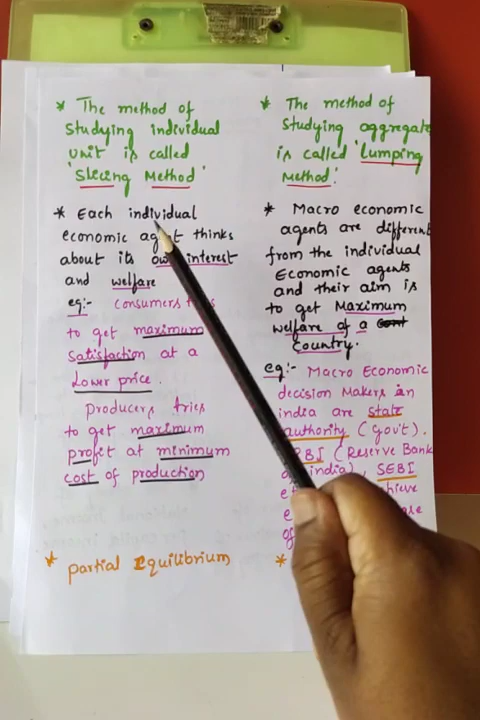 * The method of
studying individual
unit is called
'Slicing Method'
* Each individual
economic agent thinks
about its own interest
and welfare
eg:- consumers
to get maximum
satisfaction at a
Lower price.
producers tries
to get maximum
profit at minimum
cost of production
* partial Equilibrium
* The method of
studying aggregate
is called 'Lumping
Method'
* Macro economic
agents are different
from the individual
Economic agents
and their aim is
to get Maximum
welfare of a
Country.
eg:- Macro Economic
decision Makers in
india are state
authority (Gov't).
RBI (Reserve Bank
of india), SEBI
*